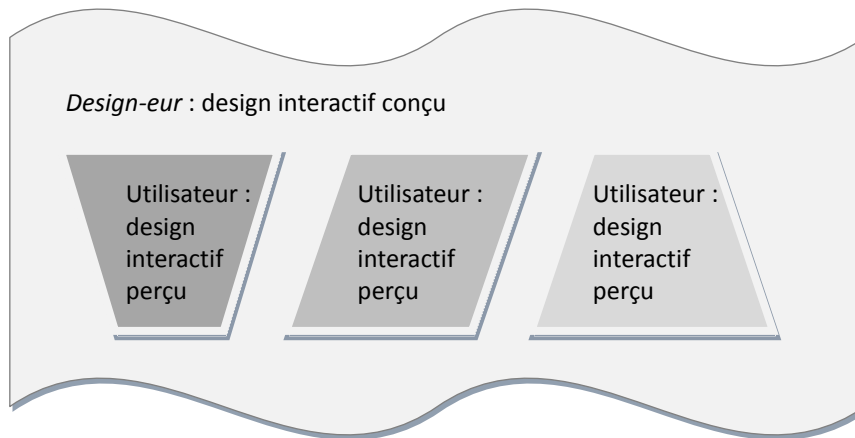 Design-eur : design interactif conçu
Utilisateur :
design
interactif
perçu
Utilisateur :
design
interactif
perçu
Utilisateur :
design
interactif
perçu